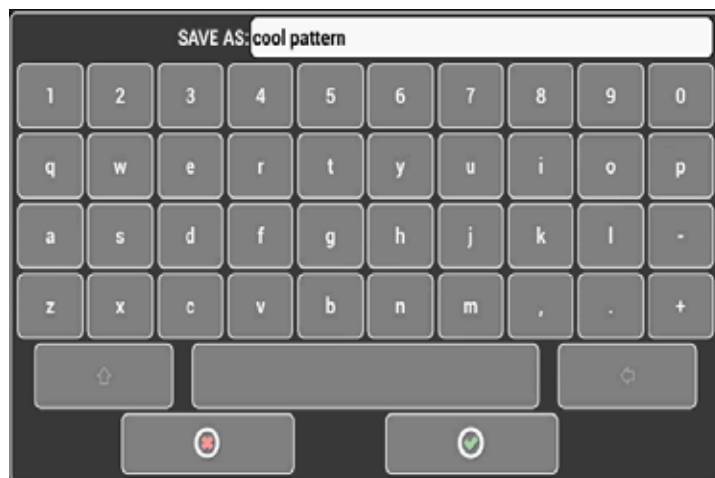 SAVE AS: cool pattern
1 2 3 4 5 6 7 8 9 0
q w e r t y u i o p
a s d f g h j k l -
z x c v b n m , . +